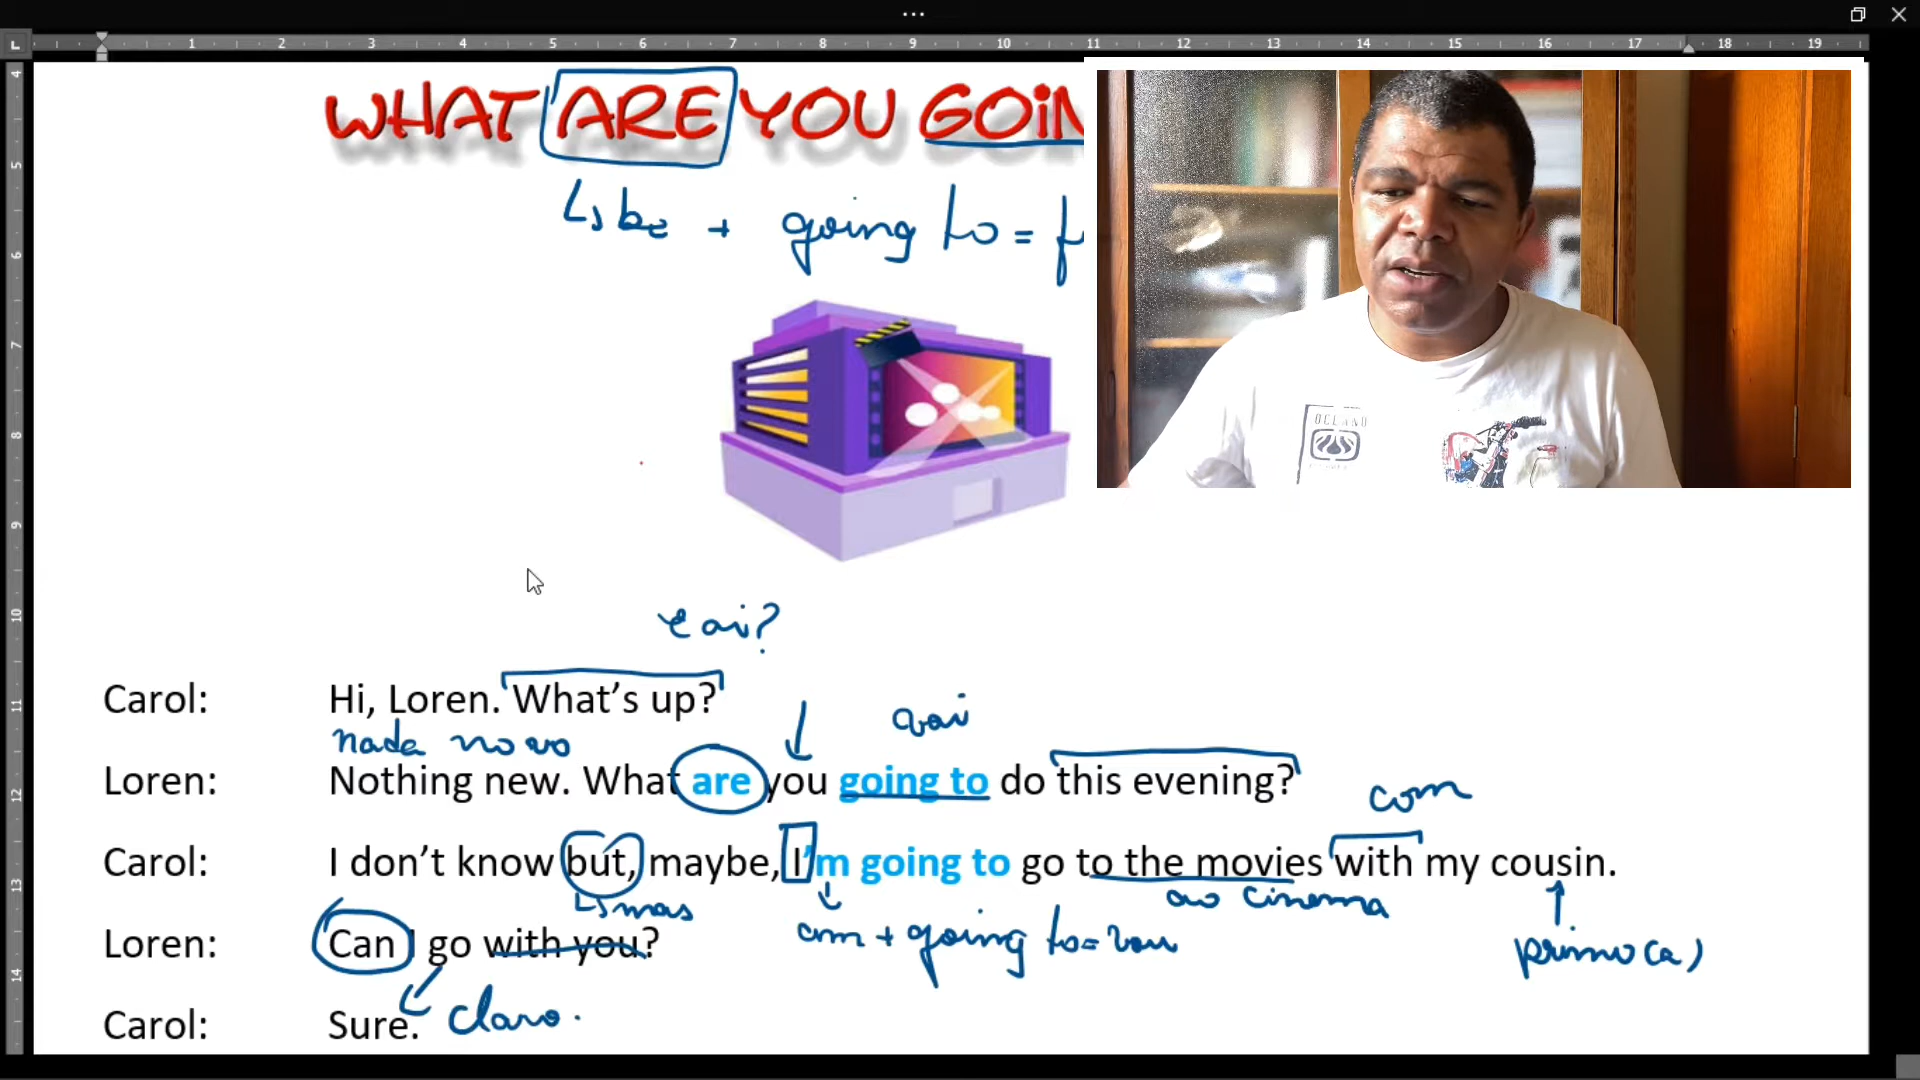 WHAT ARE YOU GOIN
be + going to =
OCEANO
e aí?
Carol: Hi, Loren. What's up?
nada novo
vai
Loren: Nothing new. What are you going to do this evening?
com
Carol: I don't know but, maybe, I'm going to go to the movies with my cousin.
mas
ao cinema
am + going to = vou
primo(a)
Loren: Can I go with you?
Carol: Sure.
claro.